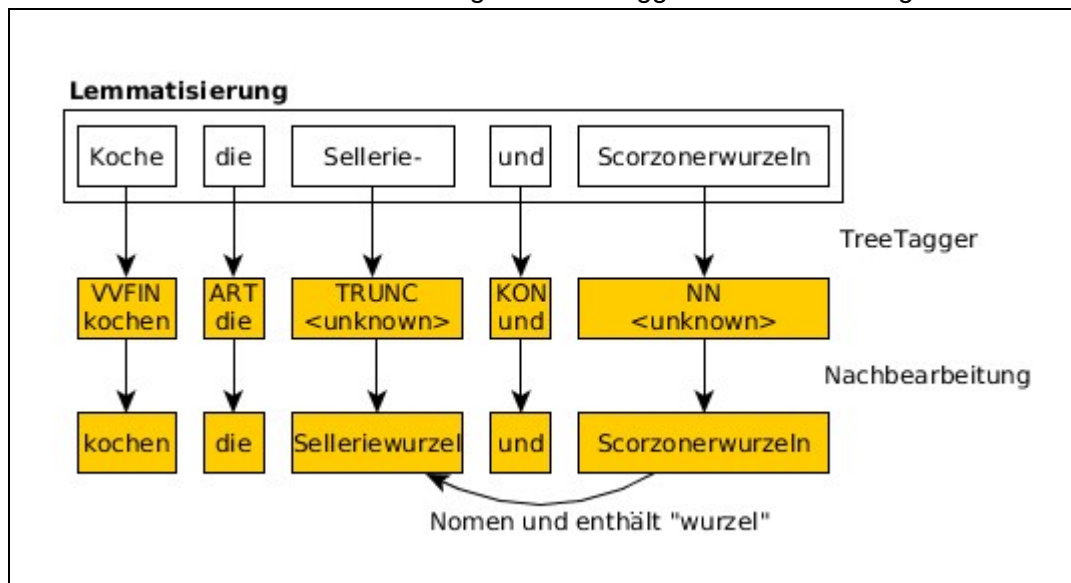 Lemmatisierung
Koche die Sellerie- und Scorzonerwurzeln
TreeTagger
VVFIN ART TRUNC KON NN
kochen die <unknown> und <unknown>
Nachbearbeitung
kochen die Selleriewurzel und Scorzonerwurzeln
Nomen und enthält "wurzel"